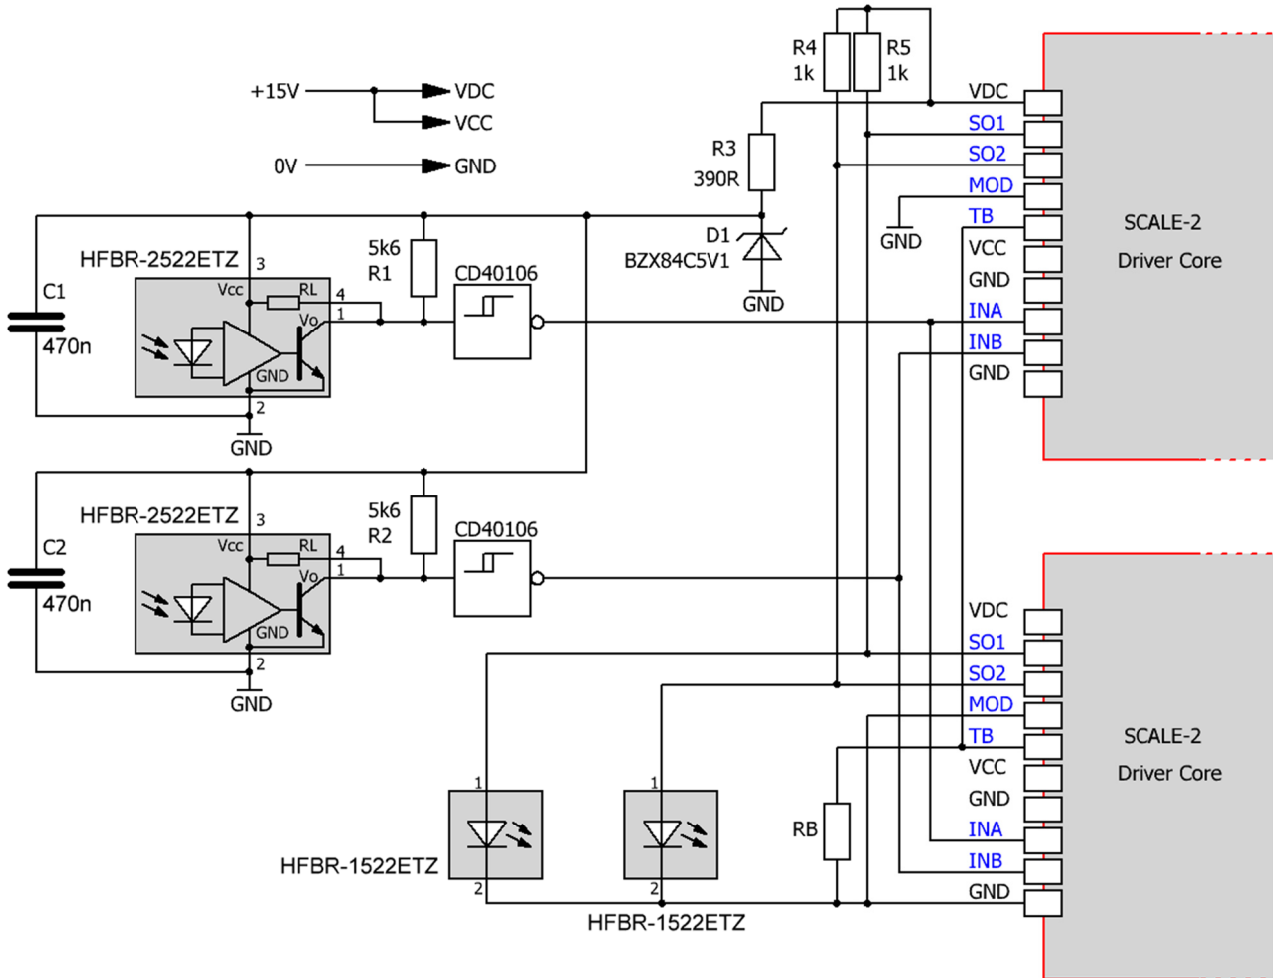 R4
1k
R5
1k
+15V
VDC
VCC
0V
GND
R3
390R
D1
BZX84C5V1
GND
VDC
SO1
SO2
MOD
GND
TB
VCC
GND
INA
INB
GND
SCALE-2
Driver Core
HFBR-2522ETZ
3
Vcc
RL
4
Vo
1
GND
2
GND
C1
470n
5k6
R1
CD40106
HFBR-2522ETZ
3
Vcc
RL
4
Vo
1
GND
2
GND
C2
470n
5k6
R2
CD40106
VDC
SO1
SO2
MOD
TB
VCC
GND
INA
INB
GND
SCALE-2
Driver Core
1
2
HFBR-1522ETZ
1
2
HFBR-1522ETZ
RB